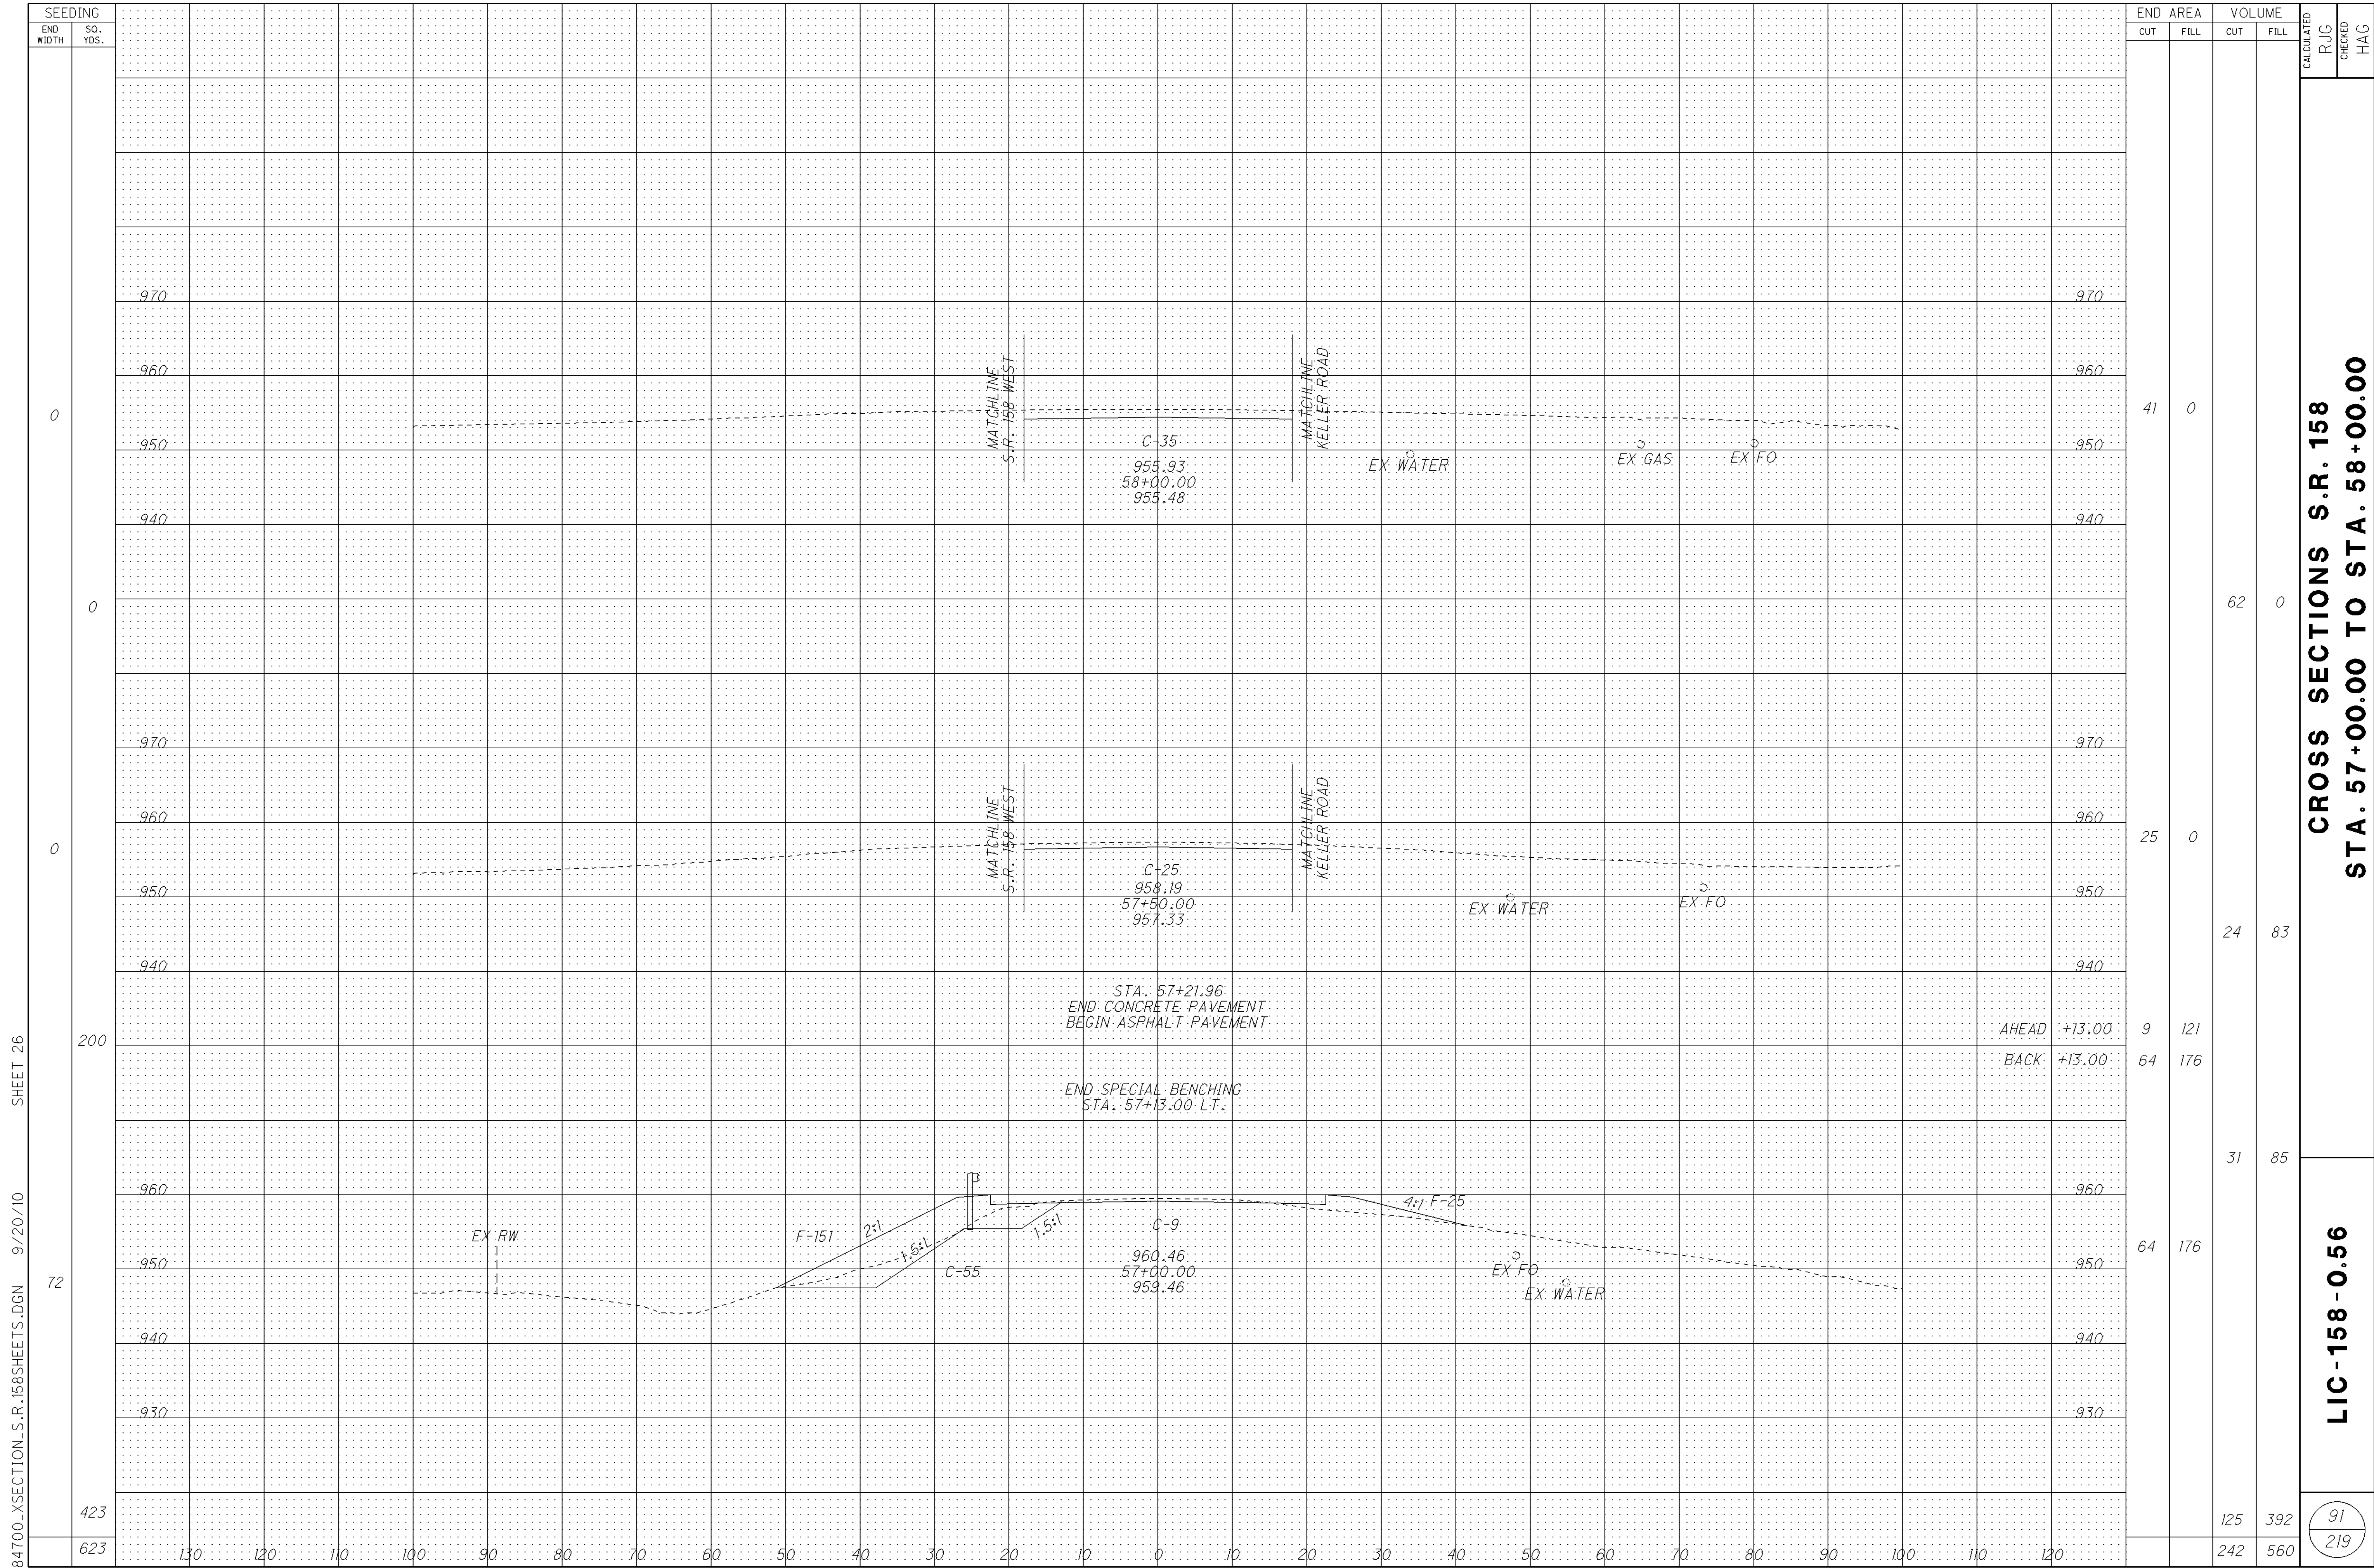 SEEDING
END WIDTH
SQ. YDS.
END AREA
VOLUME
CUT
FILL
CUT
FILL
CALCULATED
RJG
CHECKED
HAG
970
970
960
960
MATCHLINE
S.R. 158 WEST
MATCHLINE
KELLER ROAD
0
41
0
C-35
950
950
EX WATER
EX GAS
EX FO
955.93
58+00.00
955.48
940
940
0
62
0
970
970
960
960
MATCHLINE
S.R. 158 WEST
MATCHLINE
KELLER ROAD
0
25
0
C-25
950
950
958.19
57+50.00
957.33
EX WATER
EX FO
24
83
940
940
STA. 57+21.96
END CONCRETE PAVEMENT
BEGIN ASPHALT PAVEMENT
AHEAD +13.00
9
121
200
BACK +13.00
64
176
END SPECIAL BENCHING
STA. 57+13.00 LT.
31
85
960
960
4:1 F-25
EX RW
F-151
2:1
1.5:1
1.5:1
C-9
C-55
64
176
950
950
960.46
57+00.00
959.46
EX FO
EX WATER
72
940
940
930
930
423
125
392
623
242
560
130 120 110 100 90 80 70 60 50 40 30 20 10 0 10 20 30 40 50 60 70 80 90 100 110 120
CROSS SECTIONS S.R. 158
STA. 57+00.00 TO STA. 58+00.00
LIC-158-0.56
91
219
84700_XSECTION_S.R.158SHEETS.DGN 9/20/10 SHEET 26